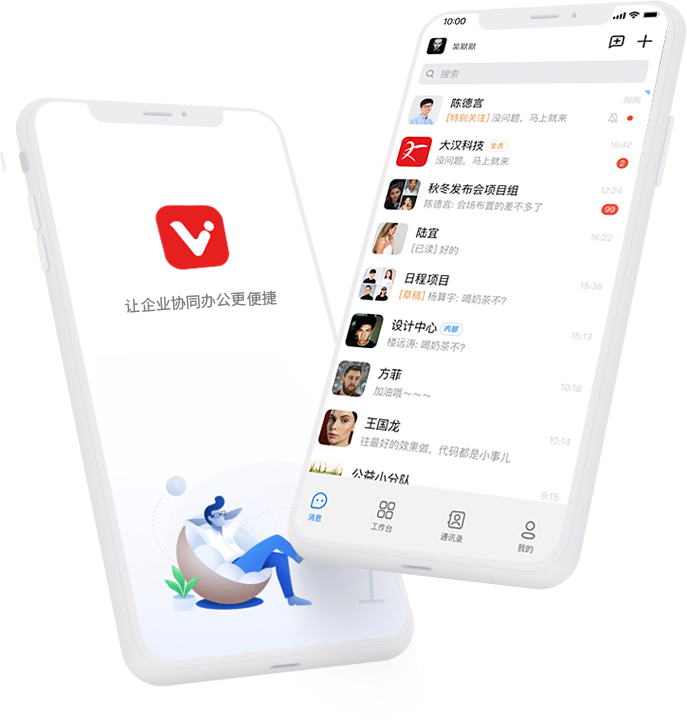 让企业协同办公更便捷
10:00
吴默默
搜索
陈德言
刚刚
[特别关注] 没问题，马上就来
大汉科技 全员
16:42
没问题，马上就来
2
秋冬发布会项目组
12:24
陈德言: 会场布置的差不多了
99
陆宜
16:22
[已读] 好的
日程项目
15:36
[草稿] 杨算宇: 喝奶茶不?
设计中心 内部
15:13
楼远涛: 喝奶茶不?
方菲
10:18
加油哦~~~
王国龙
10:14
往最好的效果做，代码都是小事儿
公益小分队
9:15
消息
工作台
通讯录
我的